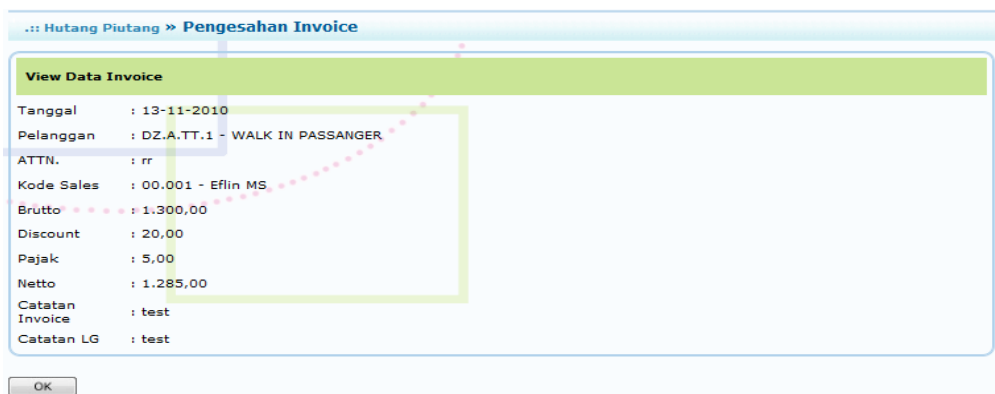 .:: Hutang Piutang » Pengesahan Invoice
View Data Invoice
Tanggal : 13-11-2010
Pelanggan : DZ.A.TT.1 - WALK IN PASSANGER
ATTN. : rr
Kode Sales : 00.001 - Eflin MS
Brutto : 1.300,00
Discount : 20,00
Pajak : 5,00
Netto : 1.285,00
Catatan
Invoice : test
Catatan LG : test
OK